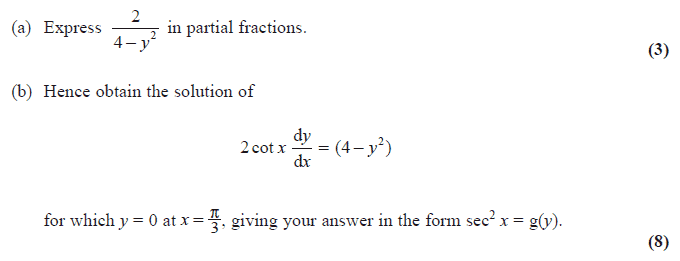 (a) Express 2/(4 – y²) in partial fractions.
(3)
(b) Hence obtain the solution of
2 cot x dy/dx = (4 – y²)
for which y = 0 at x = π/3, giving your answer in the form sec² x = g(y).
(8)